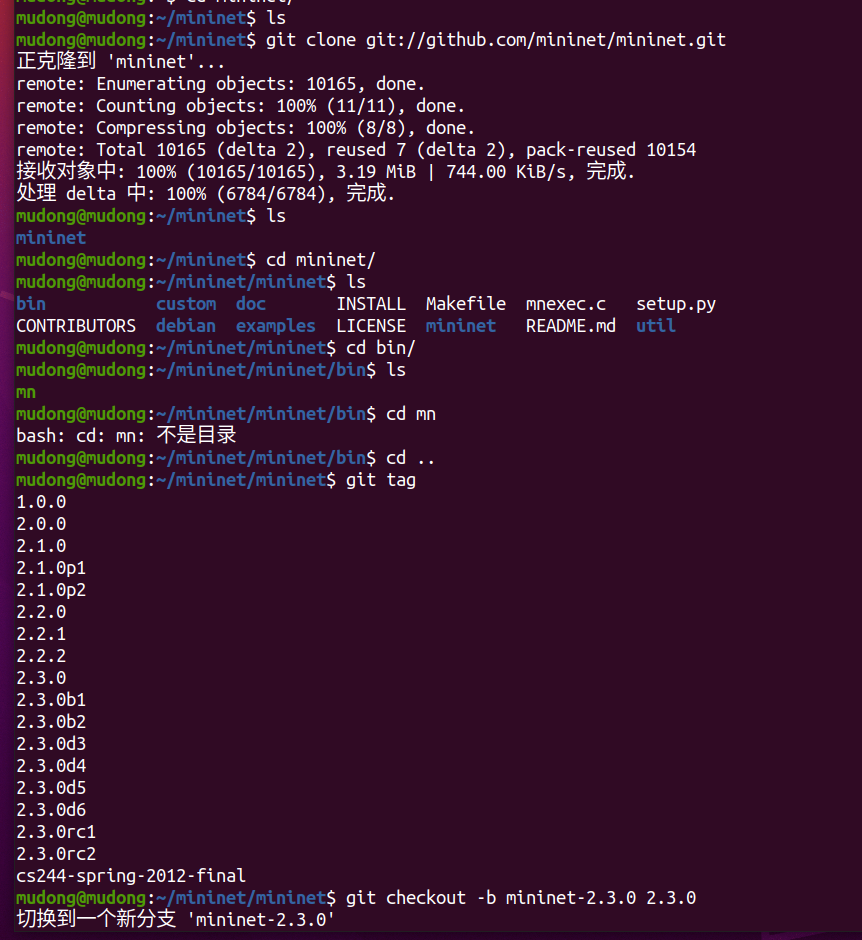 mudong@mudong:~/mininet$ ls
mudong@mudong:~/mininet$ git clone git://github.com/mininet/mininet.git
正克隆到 'mininet'...
remote: Enumerating objects: 10165, done.
remote: Counting objects: 100% (11/11), done.
remote: Compressing objects: 100% (8/8), done.
remote: Total 10165 (delta 2), reused 7 (delta 2), pack-reused 10154
接收对象中: 100% (10165/10165), 3.19 MiB | 744.00 KiB/s, 完成.
处理 delta 中: 100% (6784/6784), 完成.
mudong@mudong:~/mininet$ ls
mininet
mudong@mudong:~/mininet$ cd mininet/
mudong@mudong:~/mininet/mininet$ ls
bin custom doc INSTALL Makefile mnexec.c setup.py
CONTRIBUTORS debian examples LICENSE mininet README.md util
mudong@mudong:~/mininet/mininet$ cd bin/
mudong@mudong:~/mininet/mininet/bin$ ls
mn
mudong@mudong:~/mininet/mininet/bin$ cd mn
bash: cd: mn: 不是目录
mudong@mudong:~/mininet/mininet/bin$ cd ..
mudong@mudong:~/mininet/mininet$ git tag
1.0.0
2.0.0
2.1.0
2.1.0p1
2.1.0p2
2.2.0
2.2.1
2.2.2
2.3.0
2.3.0b1
2.3.0b2
2.3.0d3
2.3.0d4
2.3.0d5
2.3.0d6
2.3.0rc1
2.3.0rc2
cs244-spring-2012-final
mudong@mudong:~/mininet/mininet$ git checkout -b mininet-2.3.0 2.3.0
切换到一个新分支 'mininet-2.3.0'